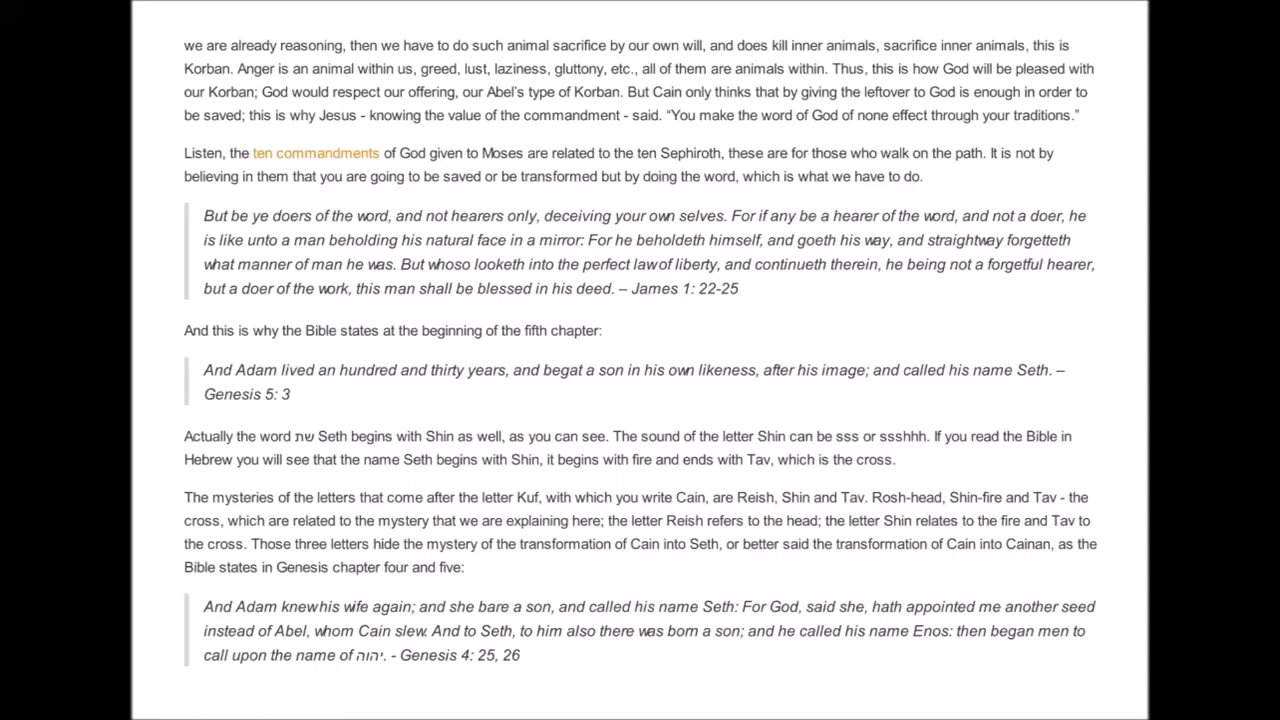 we are already reasoning, then we have to do such animal sacrifice by our own will, and does kill inner animals, sacrifice inner animals, this is
Korban. Anger is an animal within us, greed, lust, laziness, gluttony, etc., all of them are animals within. Thus, this is how God will be pleased with
our Korban; God would respect our offering, our Abel's type of Korban. But Cain only thinks that by giving the leftover to God is enough in order to
be saved; this is why Jesus - knowing the value of the commandment - said. “You make the word of God of none effect through your traditions.”
Listen, the ten commandments of God given to Moses are related to the ten Sephiroth, these are for those who walk on the path. It is not by
believing in them that you are going to be saved or be transformed but by doing the word, which is what we have to do.
But be ye doers of the word, and not hearers only, deceiving your own selves. For if any be a hearer of the word, and not a doer, he
is like unto a man beholding his natural face in a mirror: For he beholdeth himself, and goeth his way, and straightway forgetteth
what manner of man he was. But whoso looketh into the perfect law of liberty, and continueth therein, he being not a forgetful hearer,
but a doer of the work, this man shall be blessed in his deed. – James 1: 22-25
And this is why the Bible states at the beginning of the fifth chapter:
And Adam lived an hundred and thirty years, and begat a son in his own likeness, after his image; and called his name Seth. –
Genesis 5: 3
Actually the word שת Seth begins with Shin as well, as you can see. The sound of the letter Shin can be sss or ssshhh. If you read the Bible in
Hebrew you will see that the name Seth begins with Shin, it begins with fire and ends with Tav, which is the cross.
The mysteries of the letters that come after the letter Kuf, with which you write Cain, are Reish, Shin and Tav. Rosh-head, Shin-fire and Tav - the
cross, which are related to the mystery that we are explaining here; the letter Reish refers to the head; the letter Shin relates to the fire and Tav to
the cross. Those three letters hide the mystery of the transformation of Cain into Seth, or better said the transformation of Cain into Cainan, as the
Bible states in Genesis chapter four and five:
And Adam knew his wife again; and she bare a son, and called his name Seth: For God, said she, hath appointed me another seed
instead of Abel, whom Cain slew. And to Seth, to him also there was born a son; and he called his name Enos: then began men to
call upon the name of יהוה. - Genesis 4: 25, 26